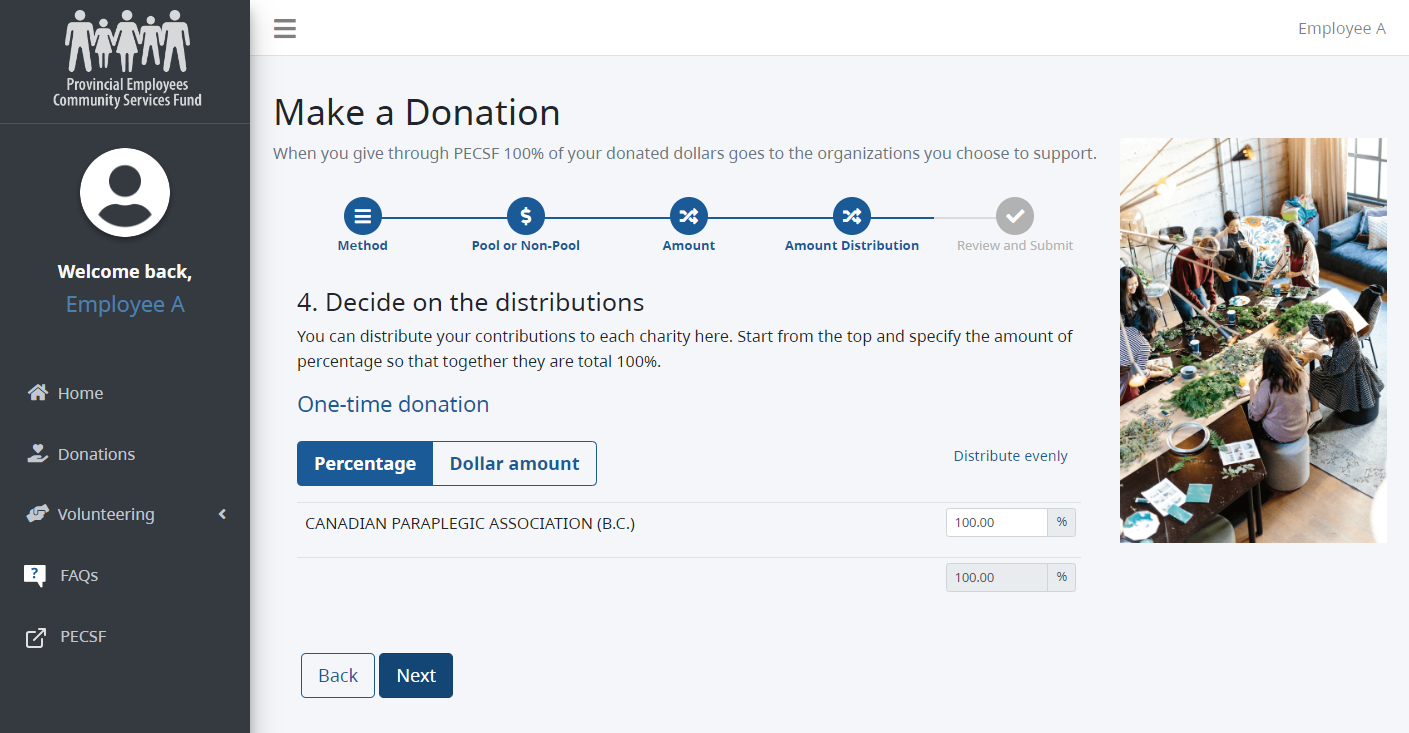 Provincial Employees
Community Services Fund
Employee A
Welcome back,
Employee A
Home
Donations
Volunteering
?
FAQs
PECSF
Make a Donation
When you give through PECSF 100% of your donated dollars goes to the organizations you choose to support.
$
Method
Pool or Non-Pool
Amount
Amount Distribution
Review and Submit
4. Decide on the distributions
You can distribute your contributions to each charity here. Start from the top and specify the amount of
percentage so that together they are total 100%.
One-time donation
Percentage
Dollar amount
Distribute evenly
CANADIAN PARAPLEGIC ASSOCIATION (B.C.)
100.00 %
100.00 %
Back
Next